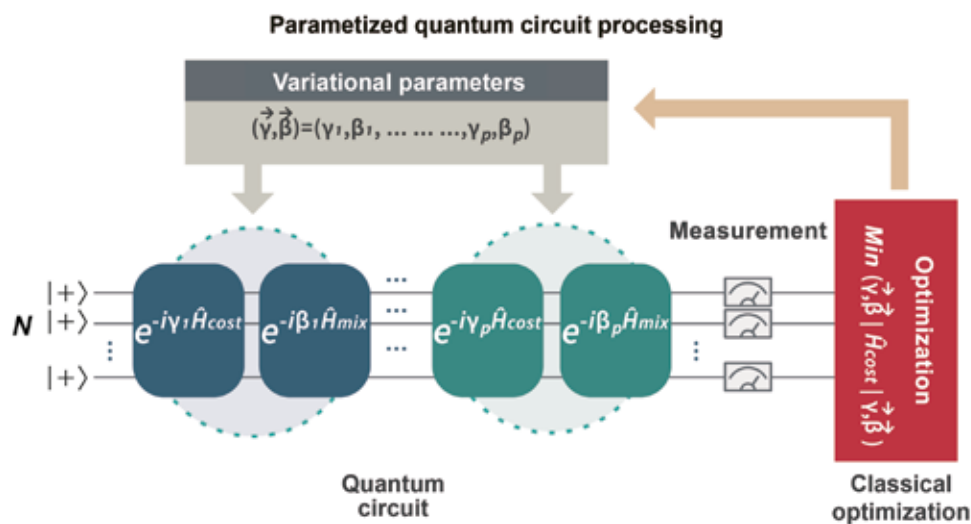 Parametized quantum circuit processing
Variational parameters
(γ⃗,β⃗)=(γ₁,β₁, ... ... ...,γₚ,βₚ)
Measurement
N
|+⟩
|+⟩
⋮
|+⟩
e^-iγ₁Ĥcost
e^-iβ₁Ĥmix
...
...
...
e^-iγₚĤcost
e^-iβₚĤmix
⋮
Optimization
Min (γ⃗,β⃗ | Ĥcost | γ⃗,β⃗ )
Quantum
circuit
Classical
optimization